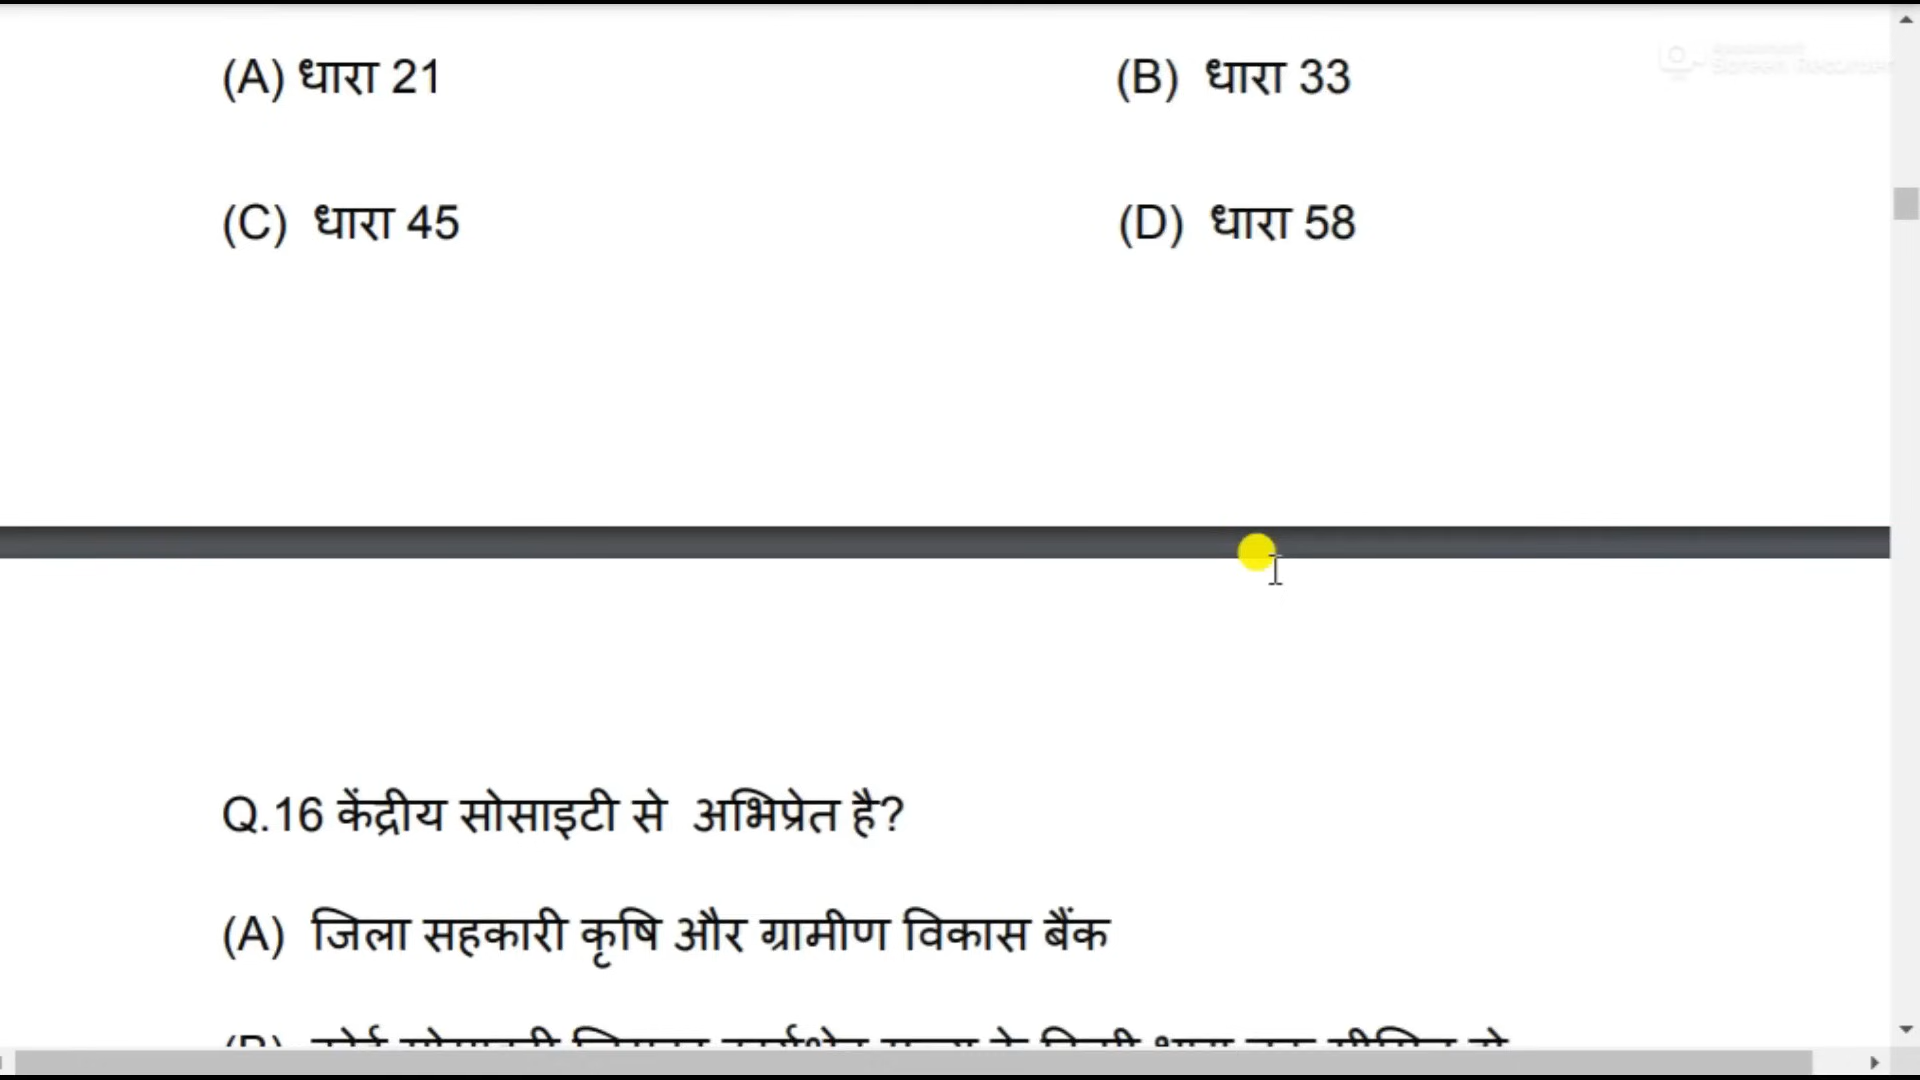 (A) धारा 21 (B) धारा 33
(C) धारा 45 (D) धारा 58
Q.16 केंद्रीय सोसाइटी से अभिप्रेत है?
(A) जिला सहकारी कृषि और ग्रामीण विकास बैंक